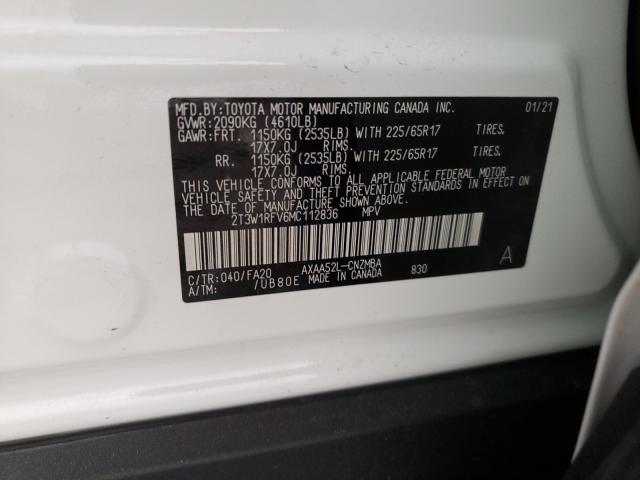 MFD.BY:TOYOTA MOTOR MANUFACTURING CANADA INC. 01/21
GVWR:2090KG (4610LB)
GAWR:FRT. 1150KG (2535LB) WITH 225/65R17 TIRES.
17X7.0J RIMS.
RR. 1150KG (2535LB) WITH 225/65R17 TIRES.
17X7.0J RIMS.
THIS VEHICLE CONFORMS TO ALL APPLICABLE FEDERAL MOTOR
VEHICLE SAFETY AND THEFT PREVENTION STANDARDS IN EFFECT
ON THE DATE OF MANUFACTURE SHOWN ABOVE.
2T3W1RFV6MC112836 MPV
C/TR:040/FA20 AXAA52L-CNZMBA 830 A
A/TM: /UB80E MADE IN CANADA